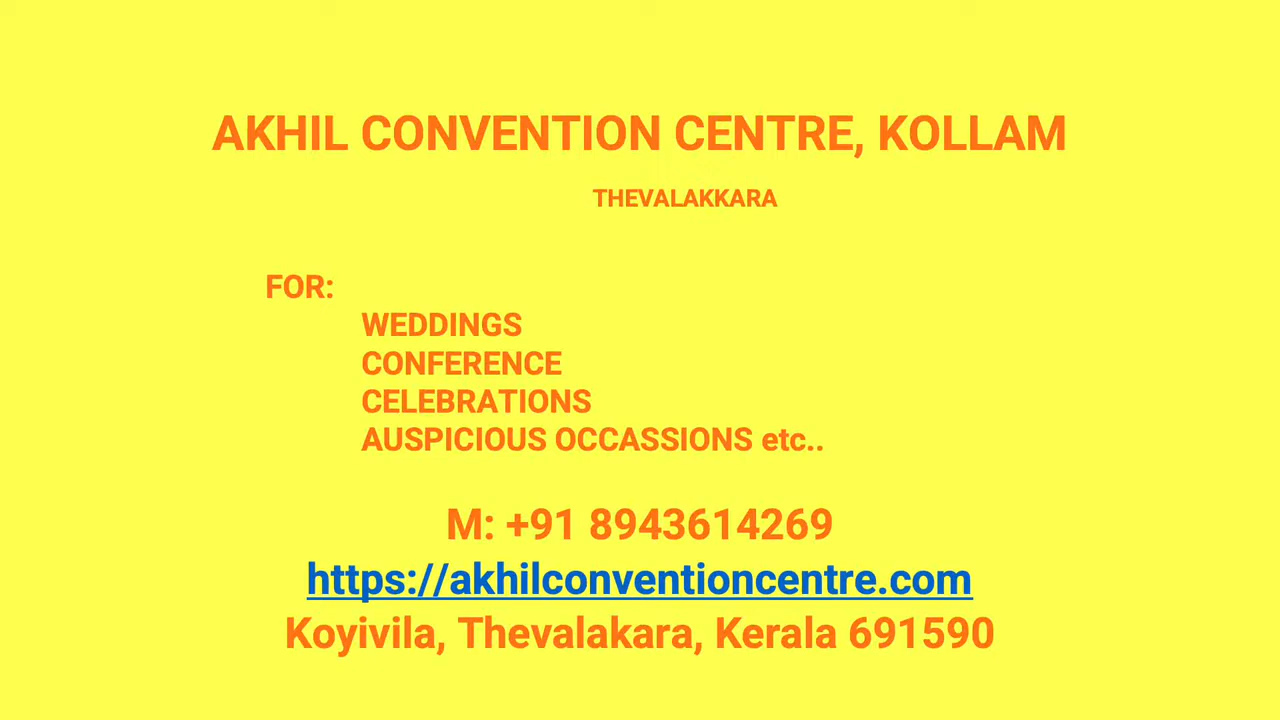 AKHIL CONVENTION CENTRE, KOLLAM
THEVALAKKARA
FOR:
WEDDINGS
CONFERENCE
CELEBRATIONS
AUSPICIOUS OCCASSIONS etc..
M: +91 8943614269
https://akhilconventioncentre.com
Koyivila, Thevalakara, Kerala 691590